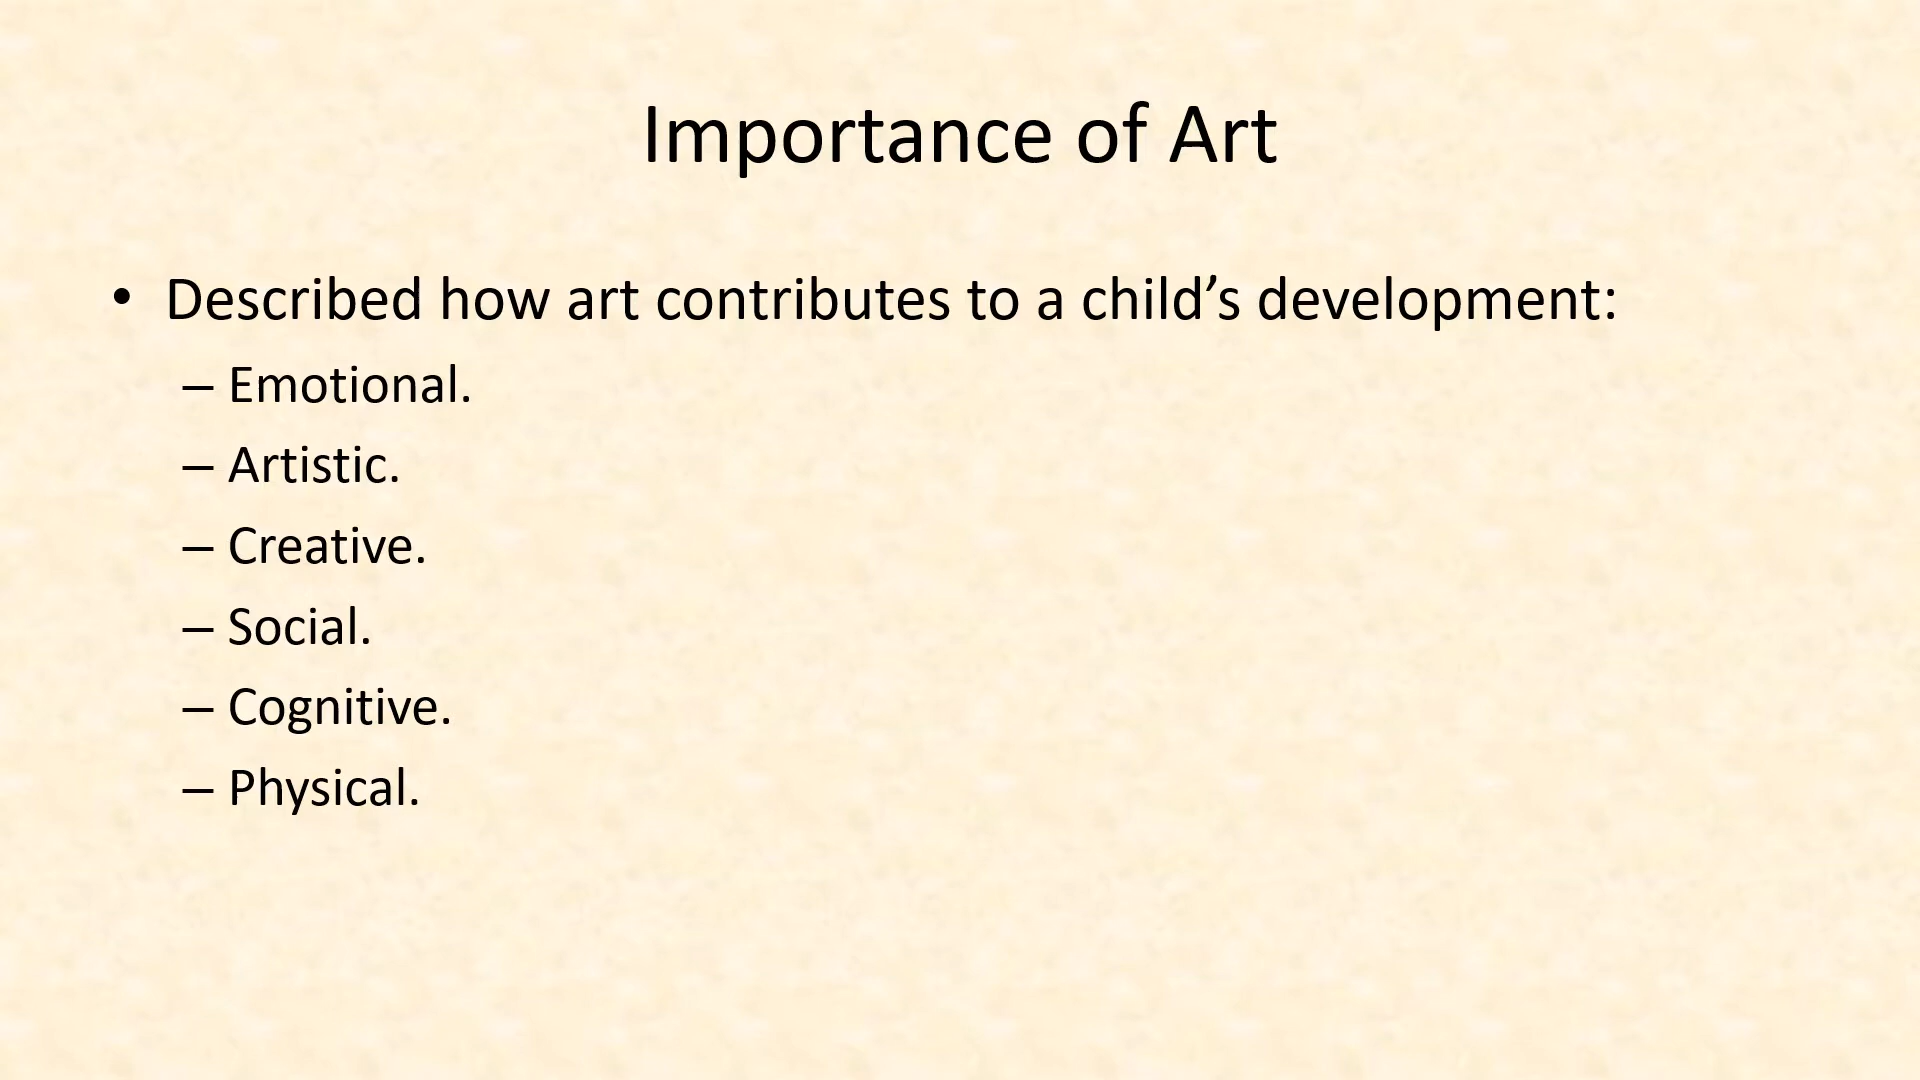 Importance of Art
• Described how art contributes to a child’s development:
– Emotional.
– Artistic.
– Creative.
– Social.
– Cognitive.
– Physical.